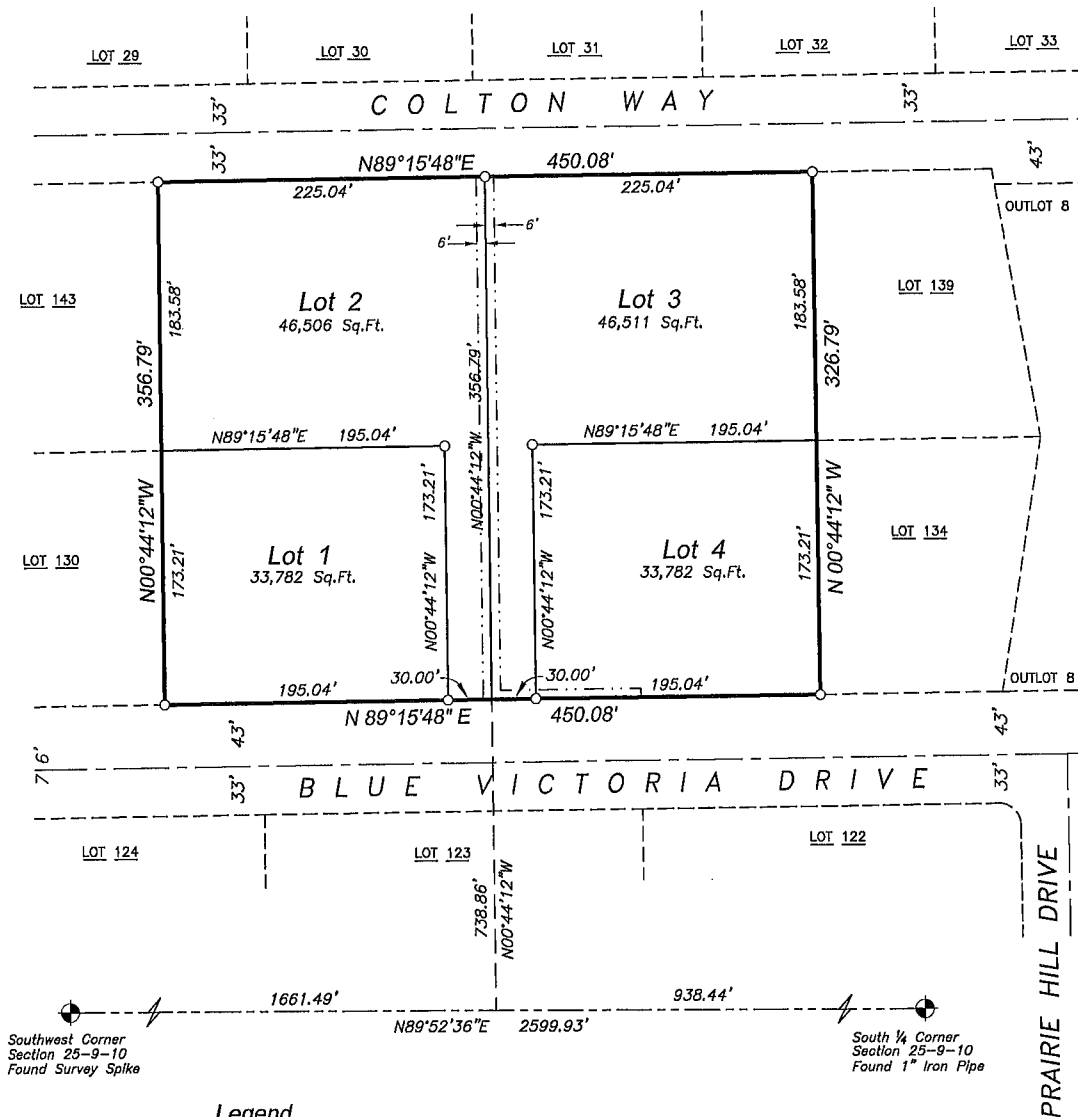 LOT 29
LOT 30
LOT 31
LOT 32
LOT 33
33'
COLTON WAY
33'
33'
N89°15'48"E 450.08'
43'
225.04'
225.04'
OUTLOT 8
6'
6'
LOT 143
183.58'
Lot 2
46,506 Sq.Ft.
Lot 3
46,511 Sq.Ft.
183.58'
LOT 139
356.79'
N00°44'12"W 356.79'
326.79'
N89°15'48"E 195.04'
N89°15'48"E 195.04'
173.21'
173.21'
LOT 130
N00°44'12"W
173.21'
Lot 1
33,782 Sq.Ft.
N00°44'12"W
N00°44'12"W
Lot 4
33,782 Sq.Ft.
173.21'
N 00°44'12" W
LOT 134
30.00'
30.00'
OUTLOT 8
195.04'
195.04'
N 89°15'48" E 450.08'
43'
43'
76'
33'
BLUE VICTORIA DRIVE
33'
LOT 124
LOT 123
LOT 122
738.86'
N00°44'12"W
PRAIRIE HILL DRIVE
1661.49'
938.44'
N89°52'36"E 2599.93'
Southwest Corner
Section 25-9-10
Found Survey Spike
South ¼ Corner
Section 25-9-10
Found 1" Iron Pipe
Legend